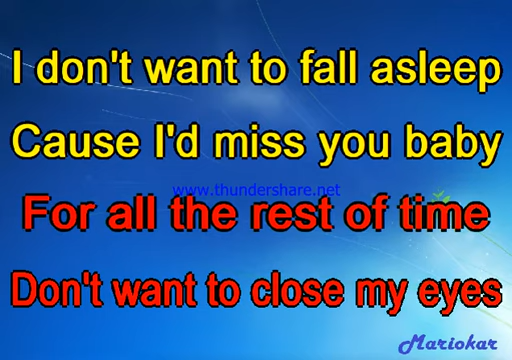 I don't want to fall asleep
Cause I'd miss you baby
www.thundershare.net
For all the rest of time
Don't want to close my eyes
Mariokar